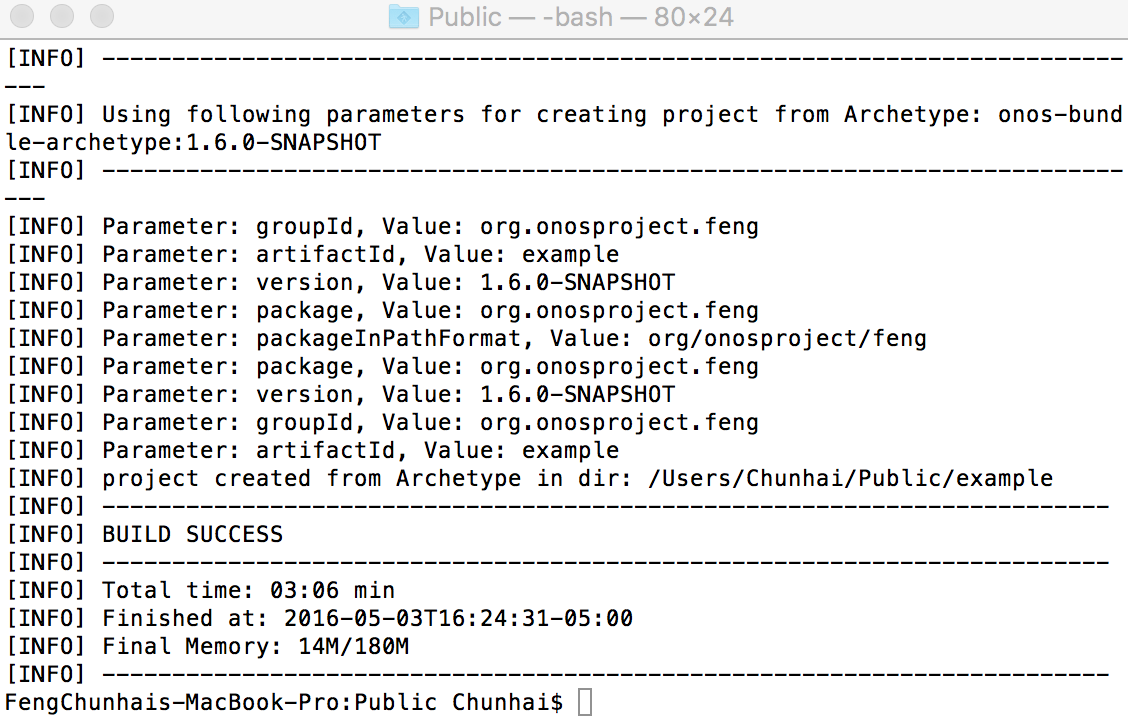 Public — -bash — 80×24
[INFO] -------------------------------------------------------------------------
---
[INFO] Using following parameters for creating project from Archetype: onos-bund
le-archetype:1.6.0-SNAPSHOT
[INFO] -------------------------------------------------------------------------
---
[INFO] Parameter: groupId, Value: org.onosproject.feng
[INFO] Parameter: artifactId, Value: example
[INFO] Parameter: version, Value: 1.6.0-SNAPSHOT
[INFO] Parameter: package, Value: org.onosproject.feng
[INFO] Parameter: packageInPathFormat, Value: org/onosproject/feng
[INFO] Parameter: package, Value: org.onosproject.feng
[INFO] Parameter: version, Value: 1.6.0-SNAPSHOT
[INFO] Parameter: groupId, Value: org.onosproject.feng
[INFO] Parameter: artifactId, Value: example
[INFO] project created from Archetype in dir: /Users/Chunhai/Public/example
[INFO] ------------------------------------------------------------------------
[INFO] BUILD SUCCESS
[INFO] ------------------------------------------------------------------------
[INFO] Total time: 03:06 min
[INFO] Finished at: 2016-05-03T16:24:31-05:00
[INFO] Final Memory: 14M/180M
[INFO] ------------------------------------------------------------------------
FengChunhais-MacBook-Pro:Public Chunhai$